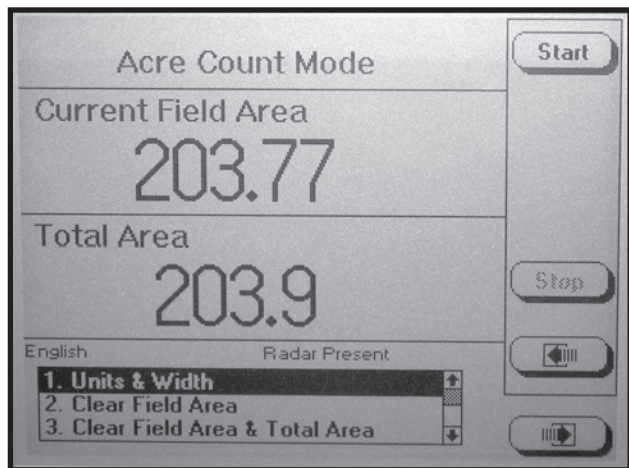 Acre Count Mode
Start
Current Field Area
203.77
Total Area
203.9
Stop
English Radar Present
1. Units & Width
2. Clear Field Area
3. Clear Field Area & Total Area